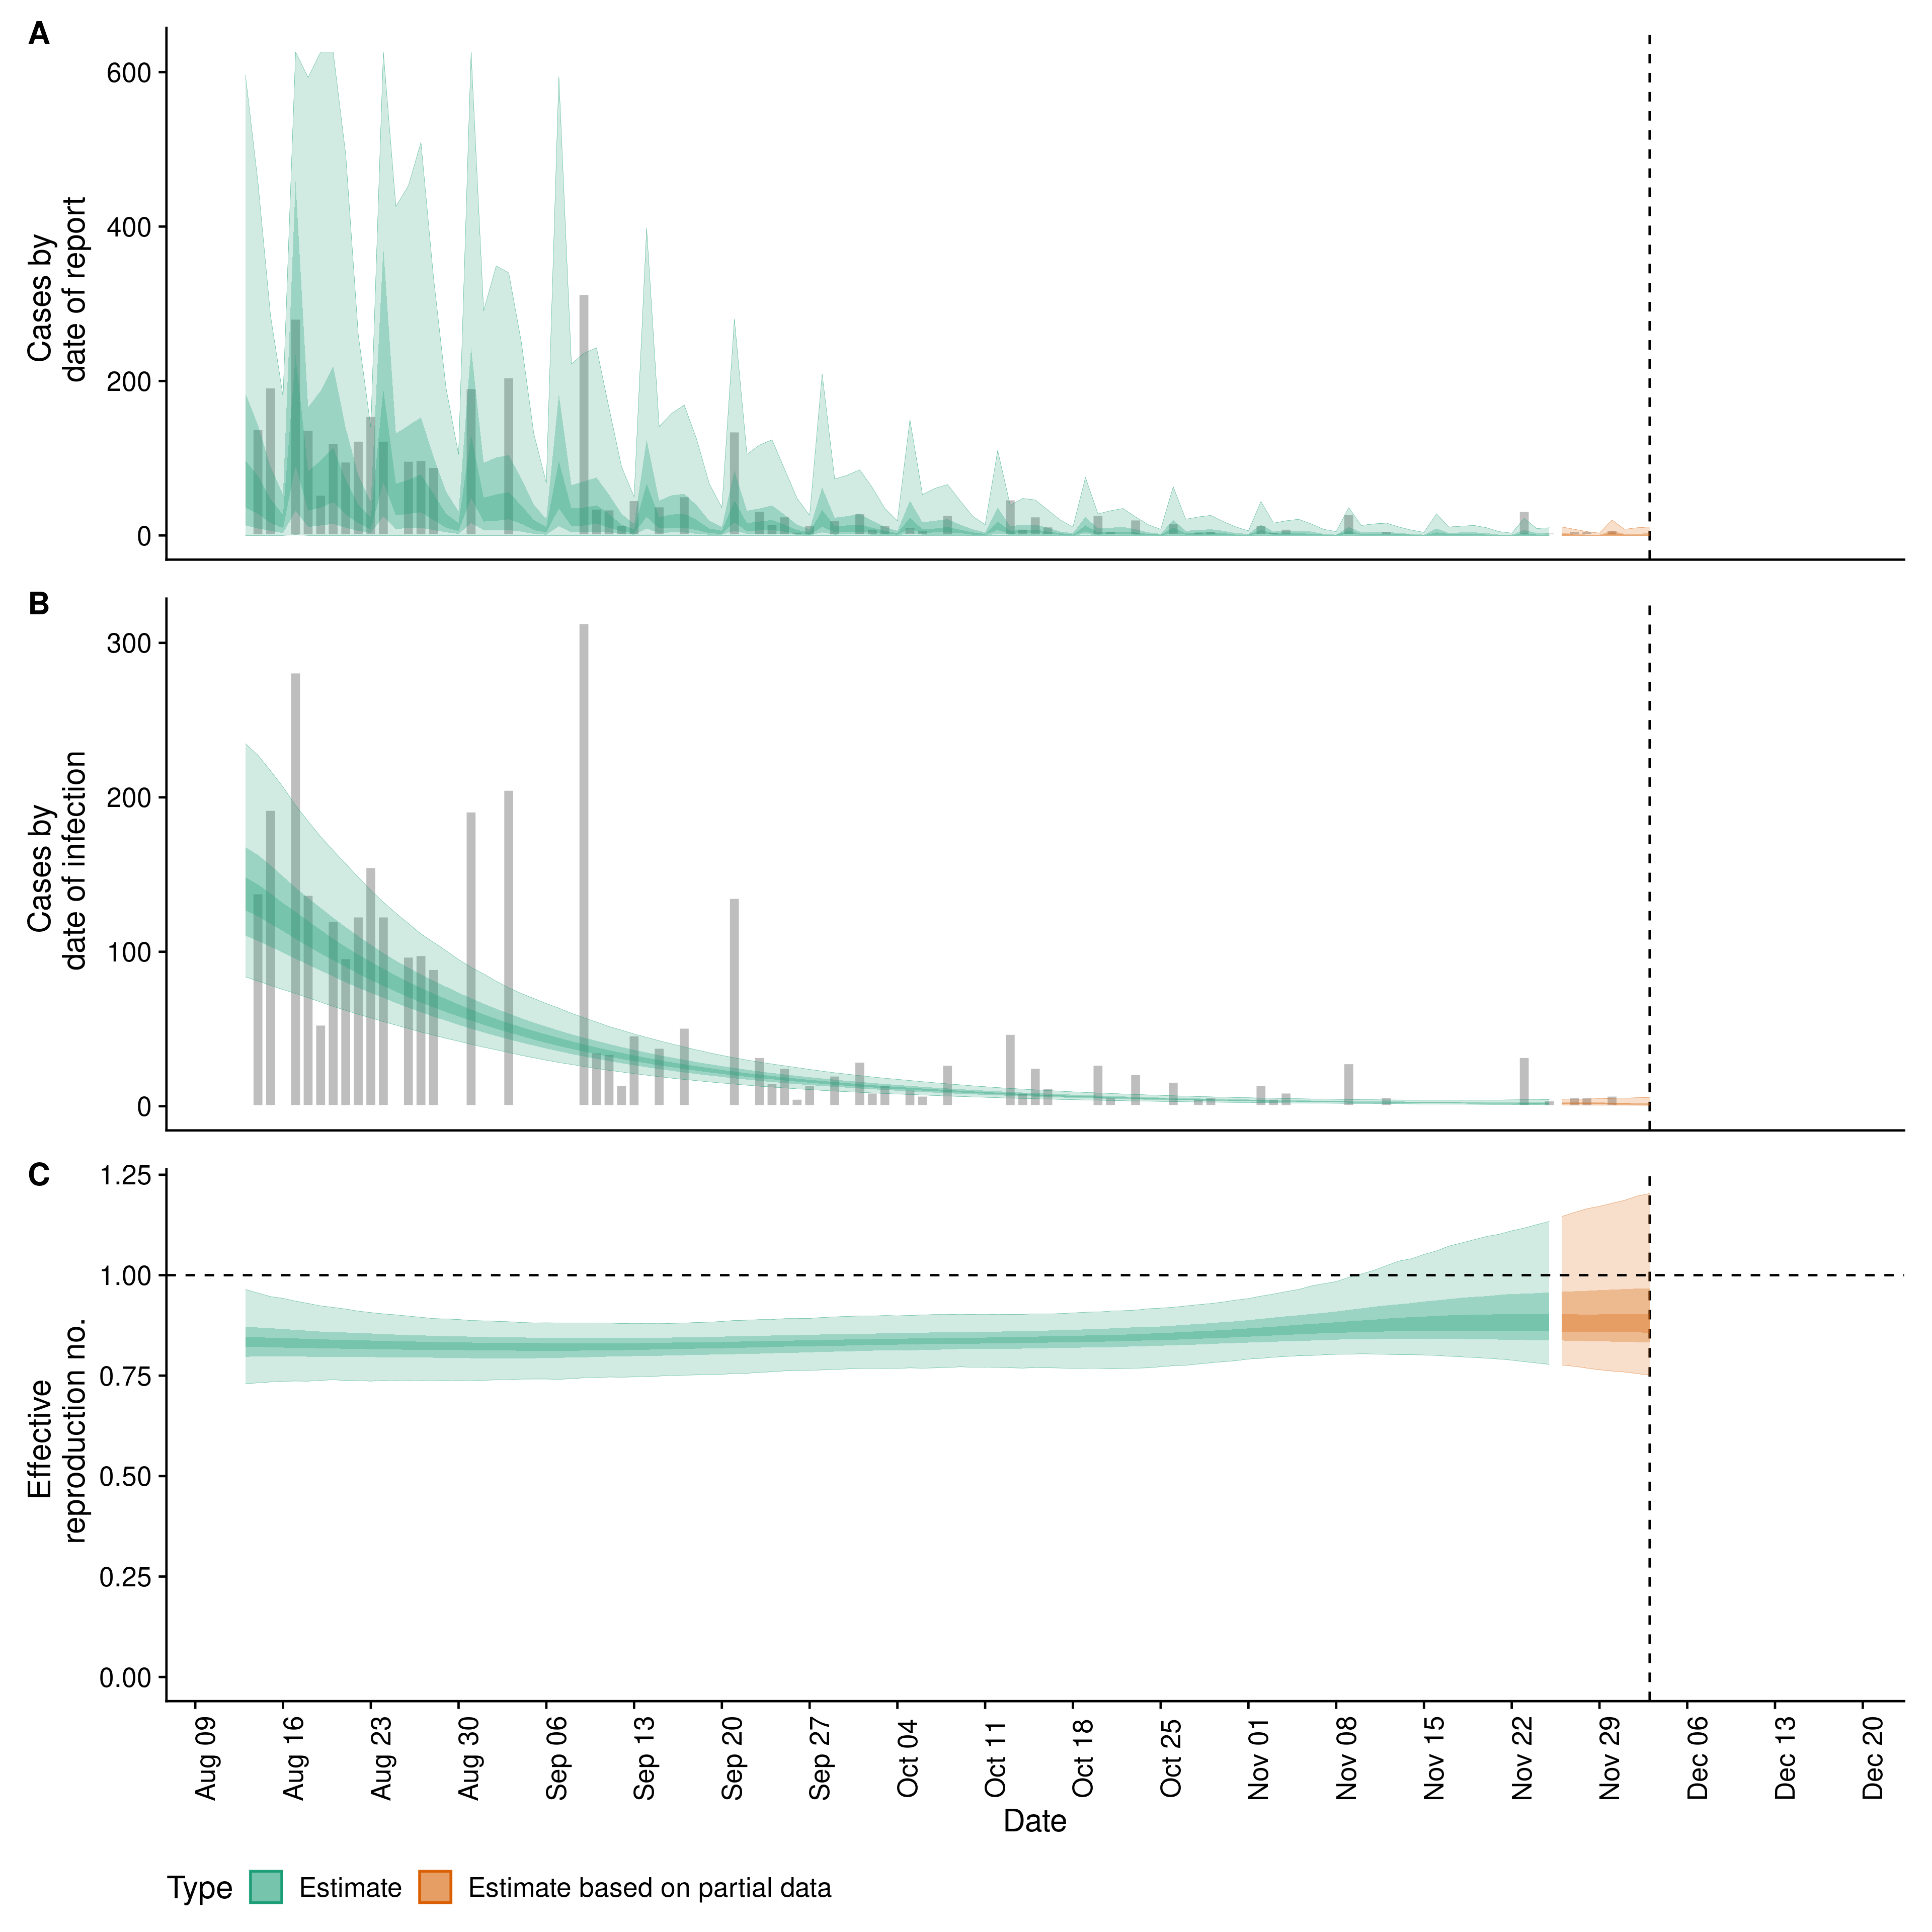 A
600
400
200
0
Cases by
date of report
B
300
200
100
0
Cases by
date of infection
C
1.25
1.00
0.75
0.50
0.25
0.00
Effective
reproduction no.
Aug 09
Aug 16
Aug 23
Aug 30
Sep 06
Sep 13
Sep 20
Sep 27
Oct 04
Oct 11
Oct 18
Oct 25
Nov 01
Nov 08
Nov 15
Nov 22
Nov 29
Dec 06
Dec 13
Dec 20
Date
Type Estimate Estimate based on partial data